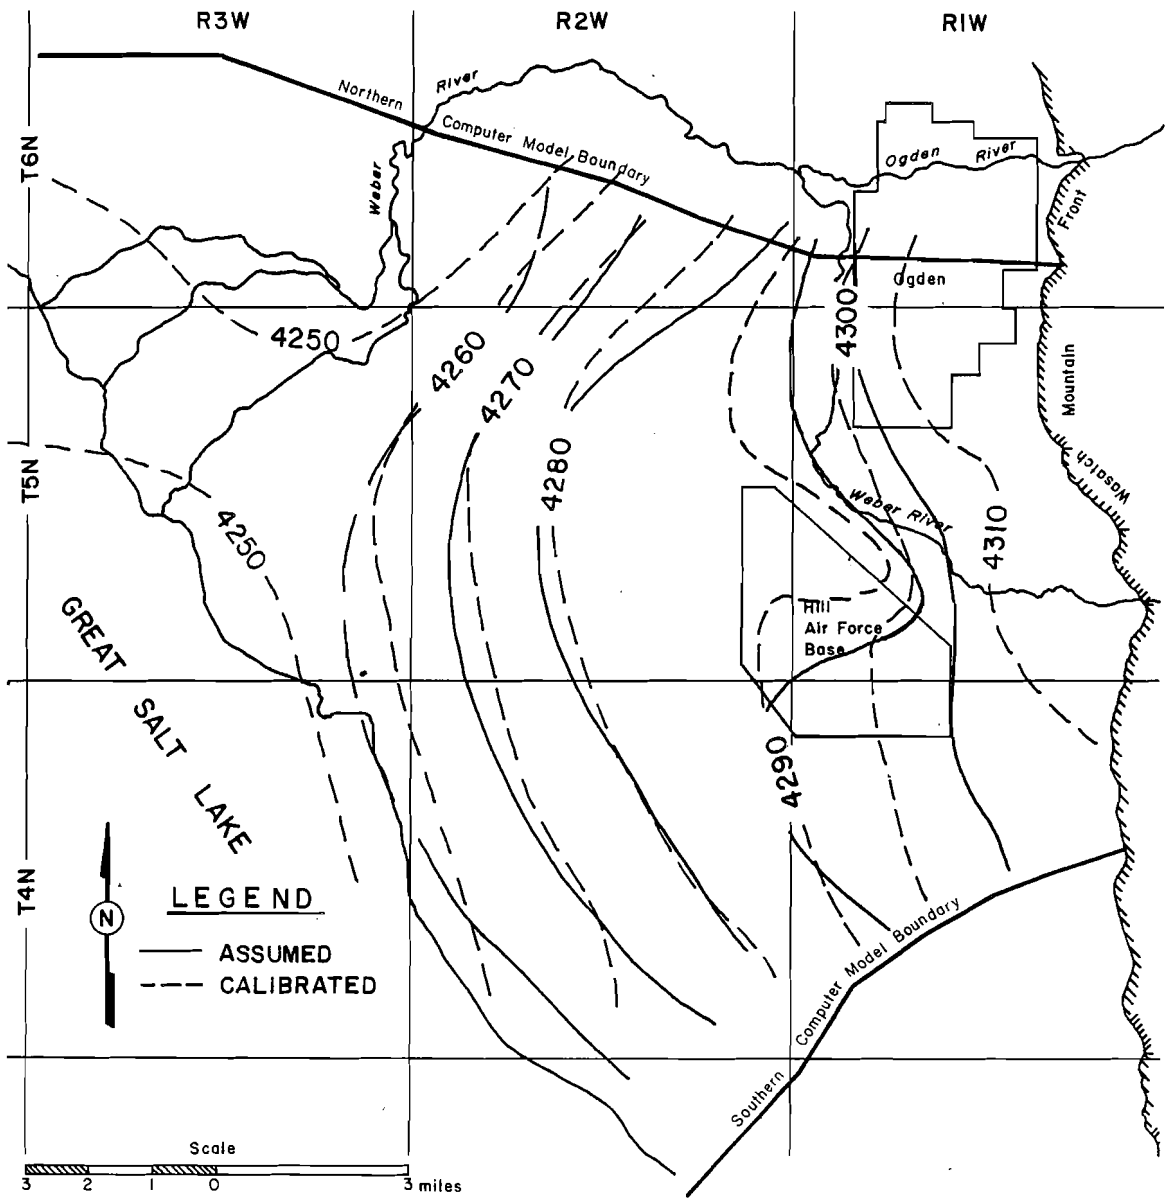 R3W
R2W
R1W
T6N
Northern
Computer Model Boundary
River
Weber
Ogden River
Front
Ogden
4250
4260
4270
4280
4300
Mountain
Wasatch
T5N
4250
Weber River
4310
Hill
Air Force
Base
GREAT
SALT
LAKE
4290
T4N
N
LEGEND
ASSUMED
CALIBRATED
Southern Computer Model Boundary
Scale
3 2 1 0 3 miles